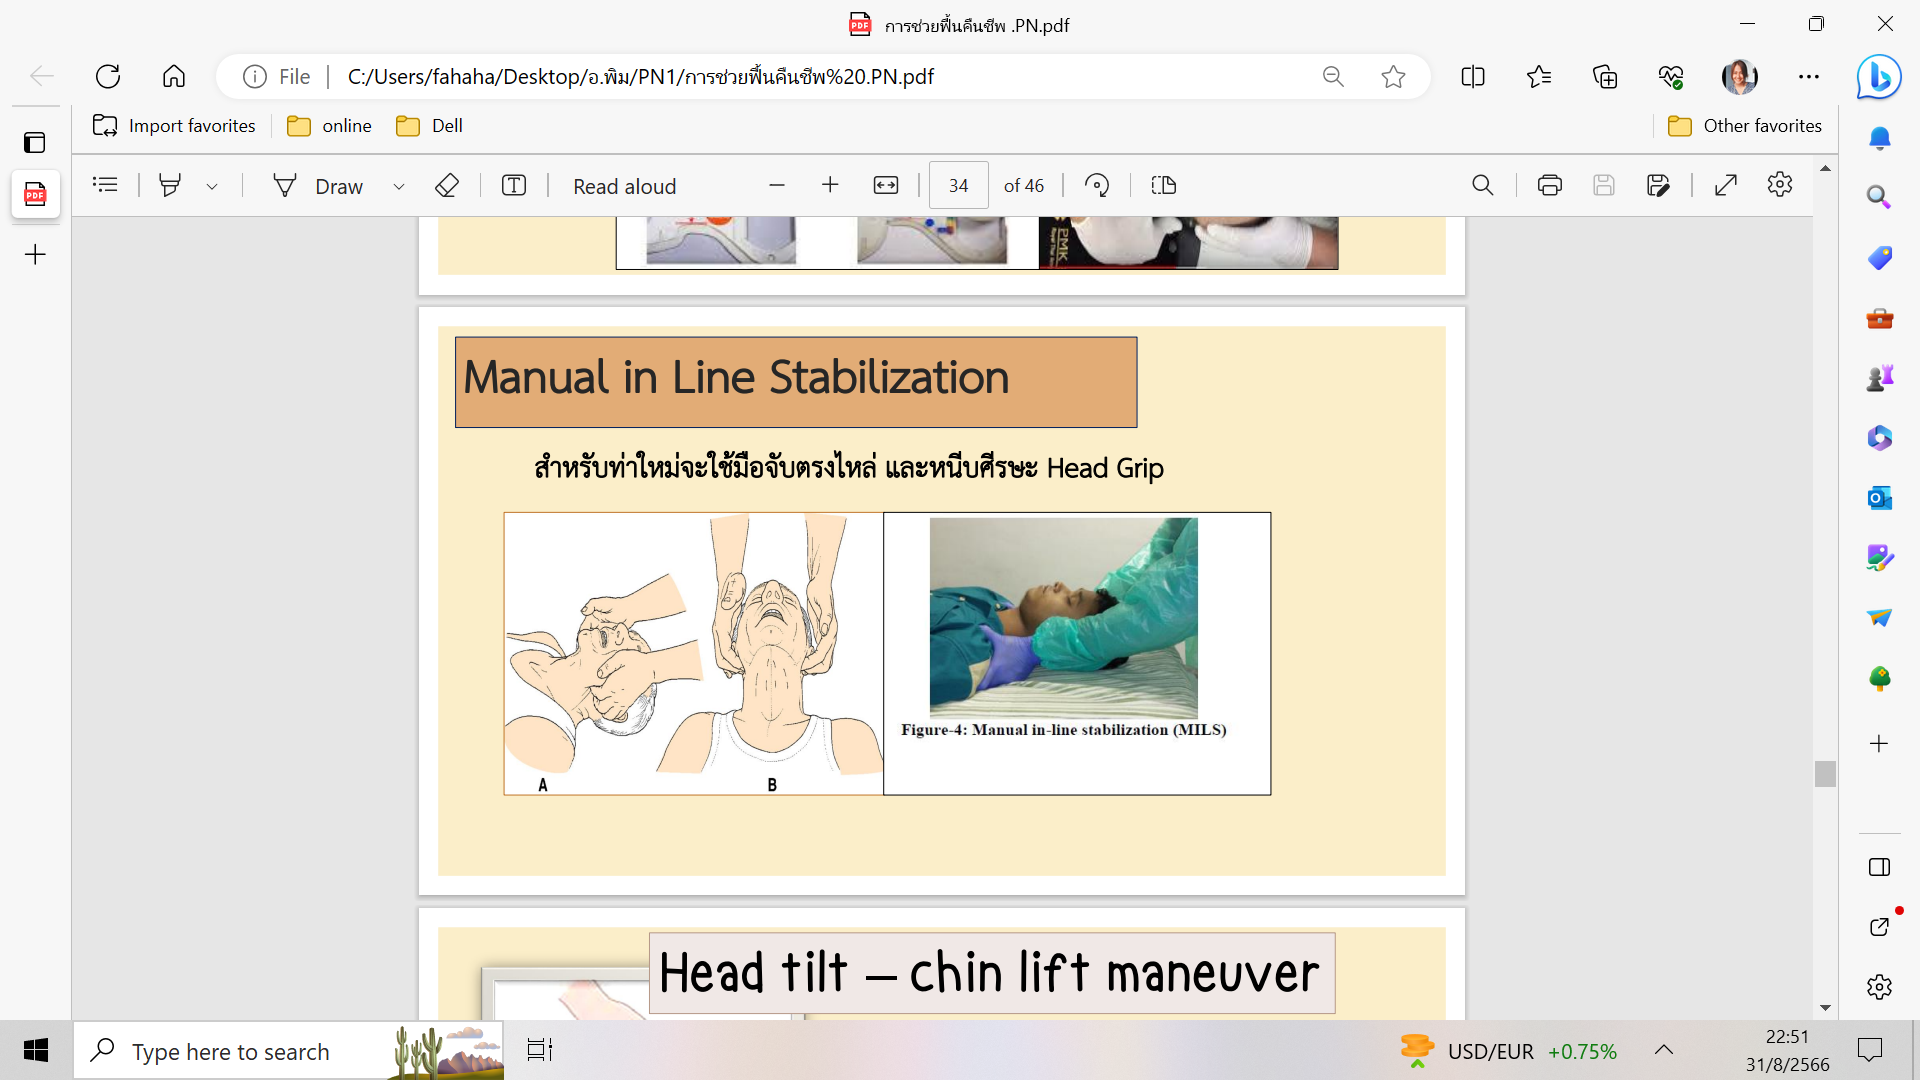 การช่วยฟื้นคืนชีพ .PN.pdf
File
C:/Users/fahaha/Desktop/อ.พิม/PN1/การช่วยฟื้นคืนชีพ%20.PN.pdf
Import favorites
online
Dell
Other favorites
Draw
Read aloud
34
of 46
PMK
Manual in Line Stabilization
สำหรับท่าใหม่จะใช้มือจับตรงไหล่ และหนีบศีรษะ Head Grip
A
B
Figure-4: Manual in-line stabilization (MILS)
Head tilt – chin lift maneuver
Type here to search
USD/EUR +0.75%
22:51
31/8/2566